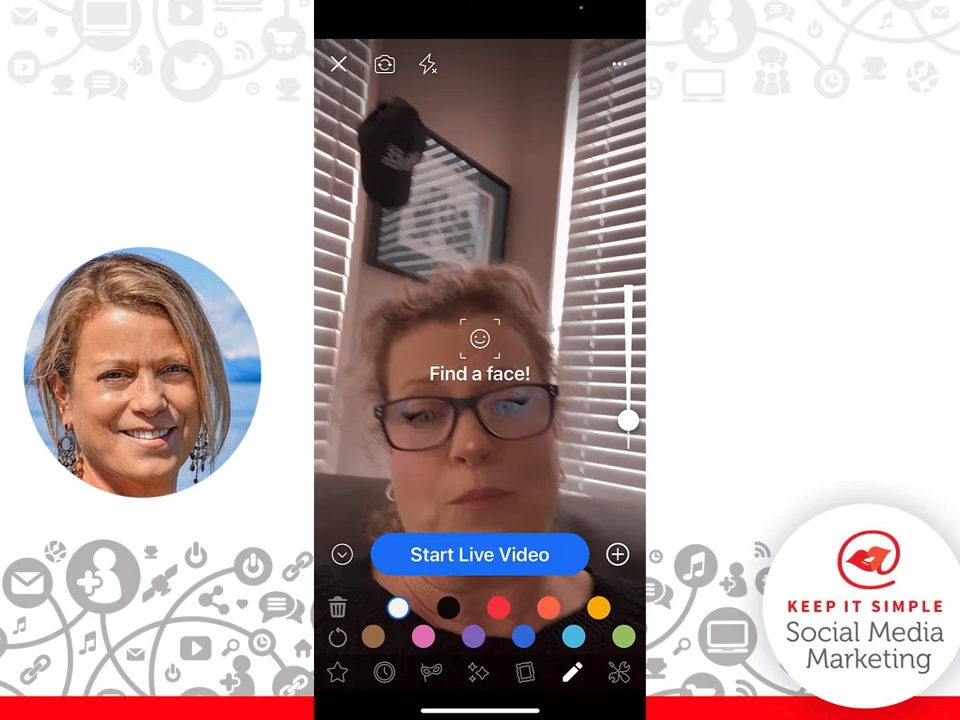 Find a face!
Start Live Video
KEEP IT SIMPLE
Social Media
Marketing